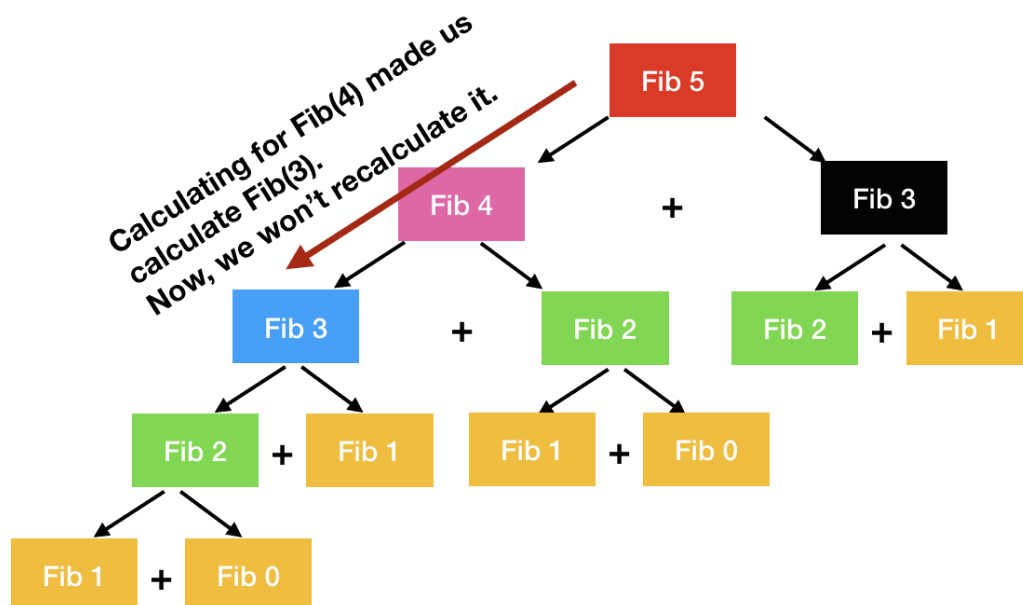 Calculating for Fib(4) made us
calculate Fib(3).
Now, we won't recalculate it.
Fib 5
Fib 4
+
Fib 3
Fib 3
+
Fib 2
Fib 2
+
Fib 1
Fib 2
+
Fib 1
Fib 1
+
Fib 0
Fib 1
+
Fib 0